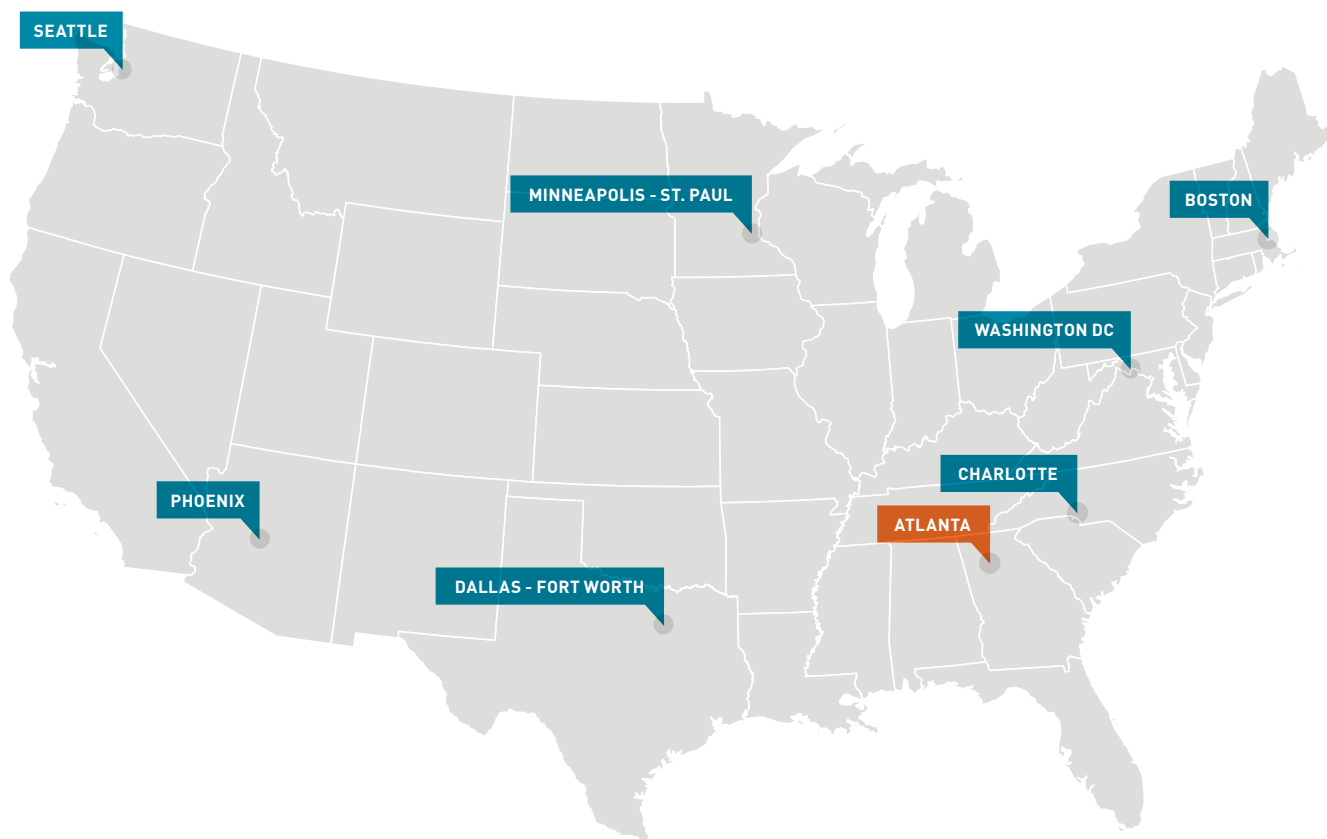 SEATTLE
MINNEAPOLIS - ST. PAUL
BOSTON
WASHINGTON DC
CHARLOTTE
PHOENIX
ATLANTA
DALLAS - FORT WORTH